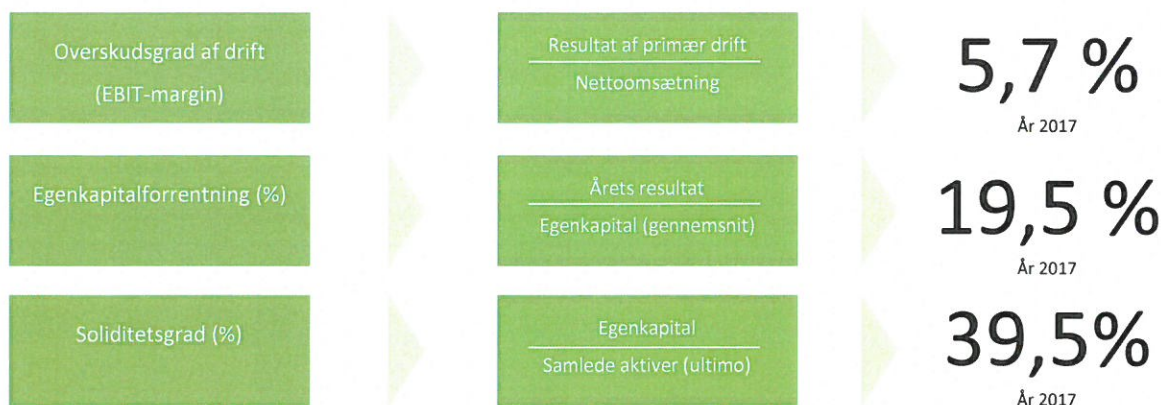 Overskudsgrad af drift
(EBIT-margin)
Resultat af primær drift
Nettoomsætning
5,7 %
År 2017
Egenkapitalforrentning (%)
Årets resultat
Egenkapital (gennemsnit)
19,5 %
År 2017
Soliditetsgrad (%)
Egenkapital
Samlede aktiver (ultimo)
39,5%
År 2017